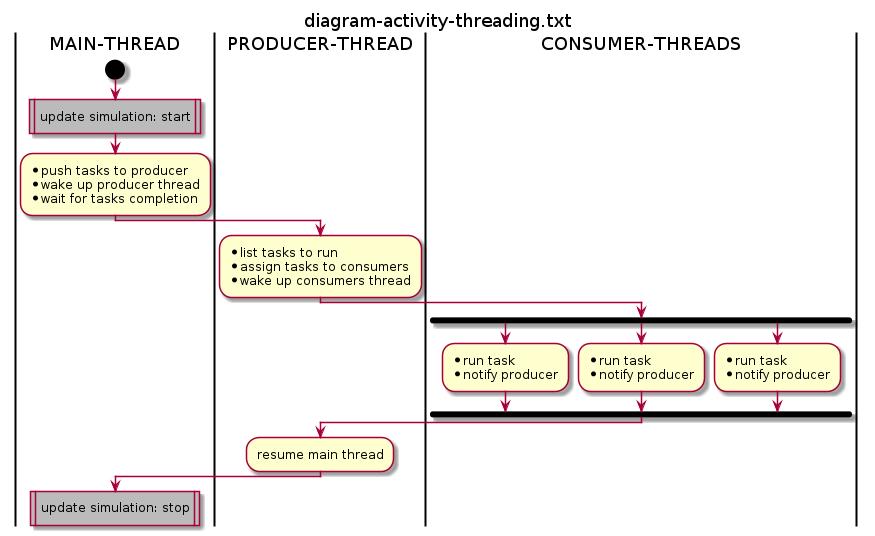 diagram-activity-threading.txt
MAIN-THREAD
PRODUCER-THREAD
CONSUMER-THREADS
update simulation: start
•push tasks to producer
•wake up producer thread
•wait for tasks completion
•list tasks to run
•assign tasks to consumers
•wake up consumers thread
•run task
•notify producer
•run task
•notify producer
•run task
•notify producer
resume main thread
update simulation: stop